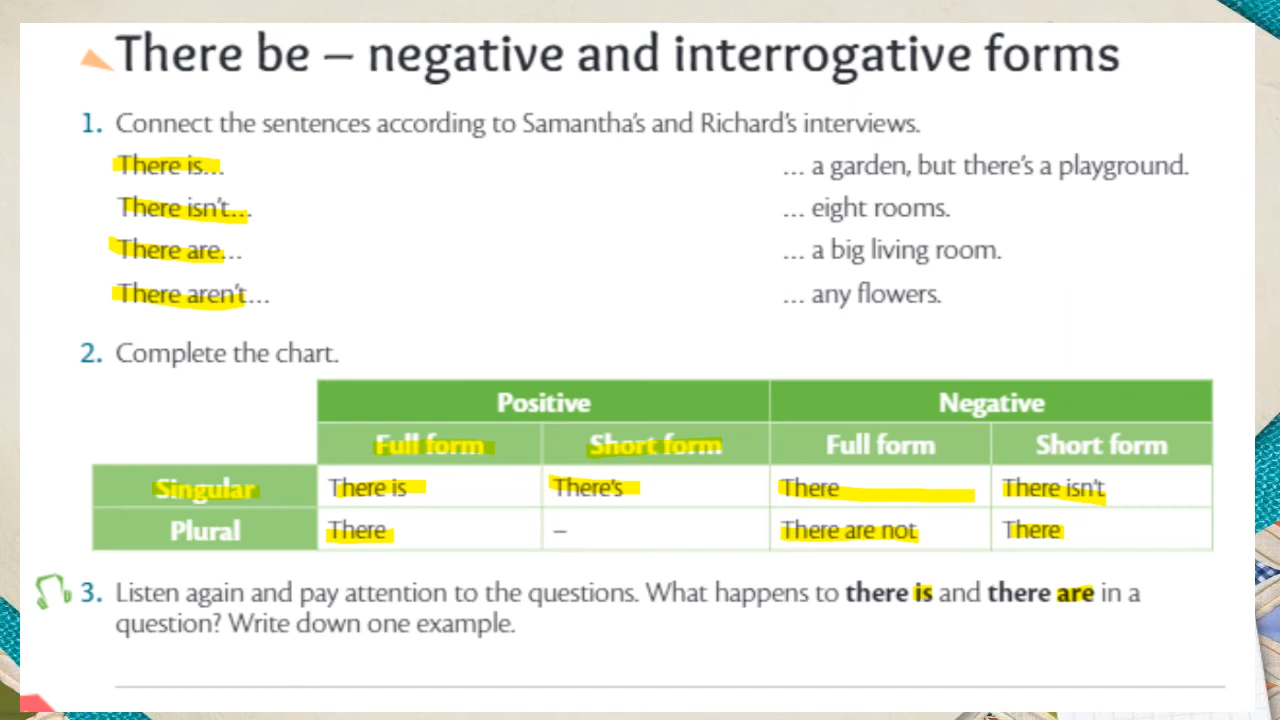 There be – negative and interrogative forms
1. Connect the sentences according to Samantha's and Richard's interviews.
There is... ... a garden, but there's a playground.
There isn't... ... eight rooms.
There are... ... a big living room.
There aren't... ... any flowers.
2. Complete the chart.
Positive Negative
Full form Short form Full form Short form
Singular There is There's There There isn't
Plural There – There are not There
3. Listen again and pay attention to the questions. What happens to there is and there are in a
question? Write down one example.